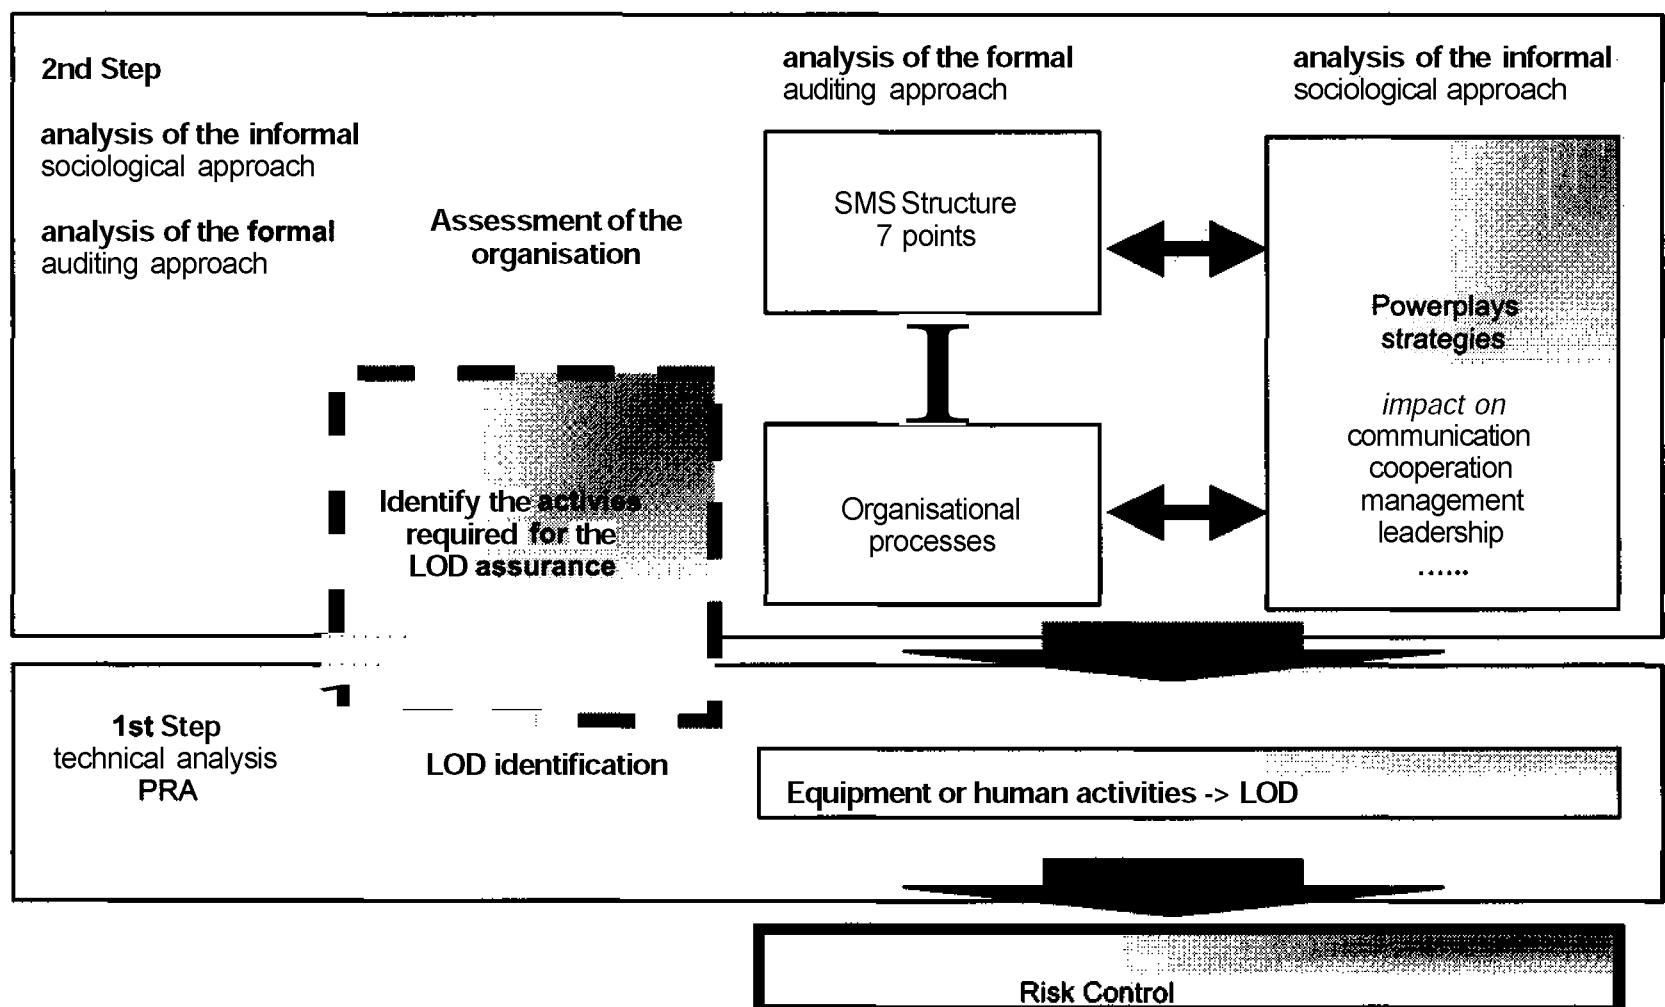 2nd Step
analysis of the informal
sociological approach
analysis of the formal
auditing approach
Assessment of the
organisation
analysis of the formal
auditing approach
analysis of the informal
sociological approach
SMS Structure
7 points
Powerplays
strategies
impact on
communication
cooperation
management
leadership
......
Organisational
processes
Identify the activies
required for the
LOD assurance
1st Step
technical analysis
PRA
LOD identification
Equipment or human activities -> LOD
Risk Control